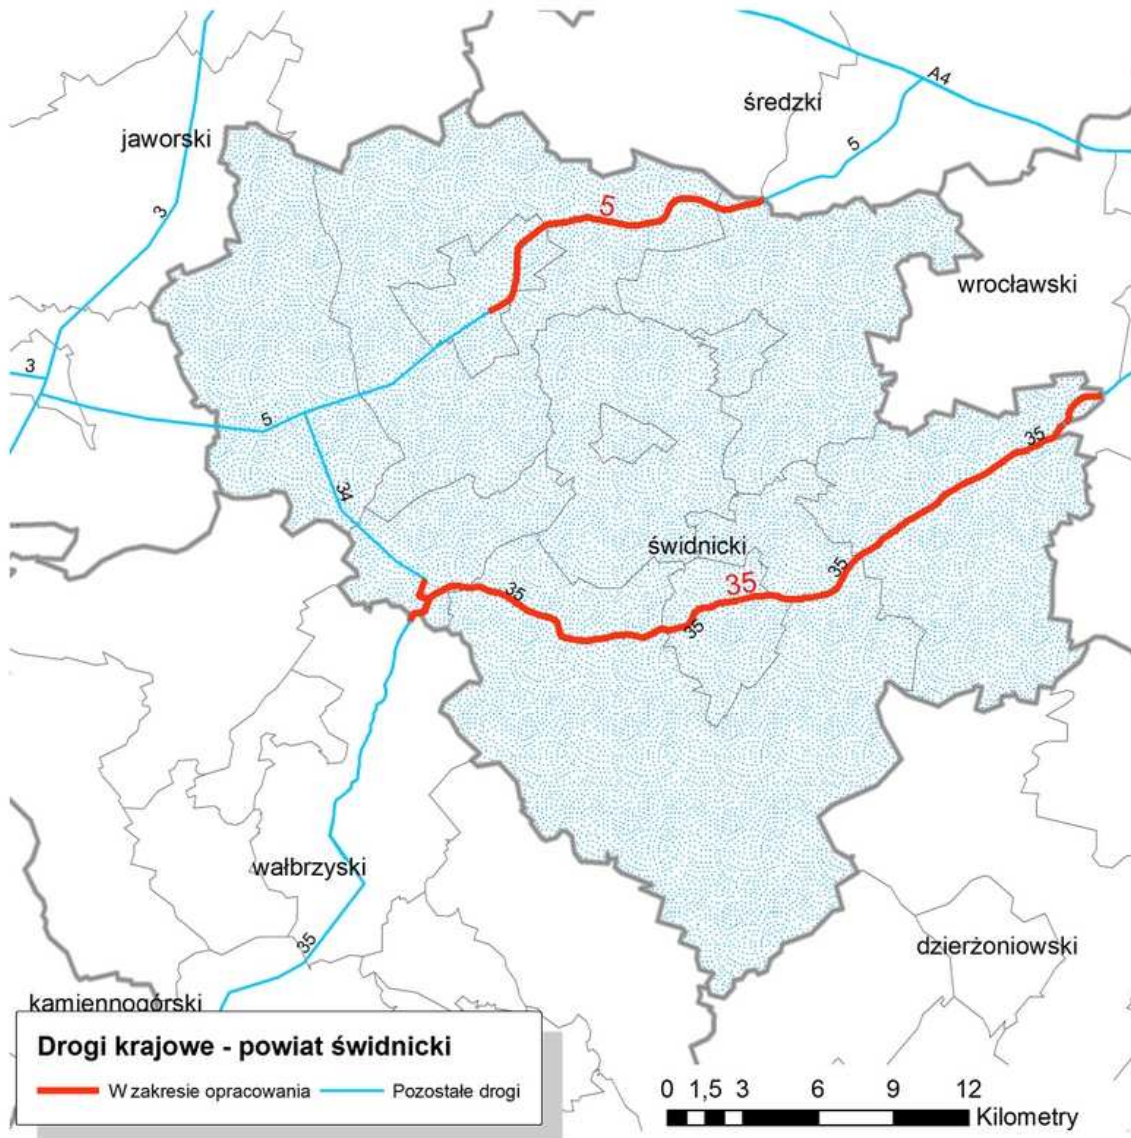 A4
średzki
jaworski
5
3
5
wrocławski
3
5
35
34
świdnicki
35
35
35
35
wałbrzyski
35
dzierżoniowski
kamiennogórski
Drogi krajowe - powiat świdnicki
W zakresie opracowania Pozostałe drogi
0 1,5 3 6 9 12
Kilometry